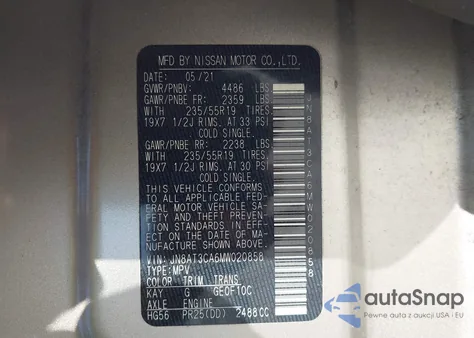 MFD BY NISSAN MOTOR CO.,LTD.
DATE: 05/21
GVWR/PNBV: 4486 LBS
GAWR/PNBE FR: 2359 LBS
WITH 235/55R19 TIRES,
19X7 1/2J RIMS. AT 33 PSI
COLD SINGLE.
GAWR/PNBE RR: 2238 LBS
WITH 235/55R19 TIRES,
19X7 1/2J RIMS. AT 30 PSI
COLD SINGLE.
THIS VEHICLE CONFORMS
TO ALL APPLICABLE FED-
ERAL MOTOR VEHICLE SA-
FETY AND THEFT PREVEN-
TION STANDARDS IN EFF-
ECT ON THE DATE OF MA-
NUFACTURE SHOWN ABOVE.
VIN: JN8AT3CA6MW020858
TYPE: MPV
COLOR TRIM TRANS
KAY G GEOFTOC
AXLE ENGINE
HG56 PR25(DD) 2488CC
JN8AT3CA6MW020858
autoSnap
Pewne auta z aukcji w USA i EU